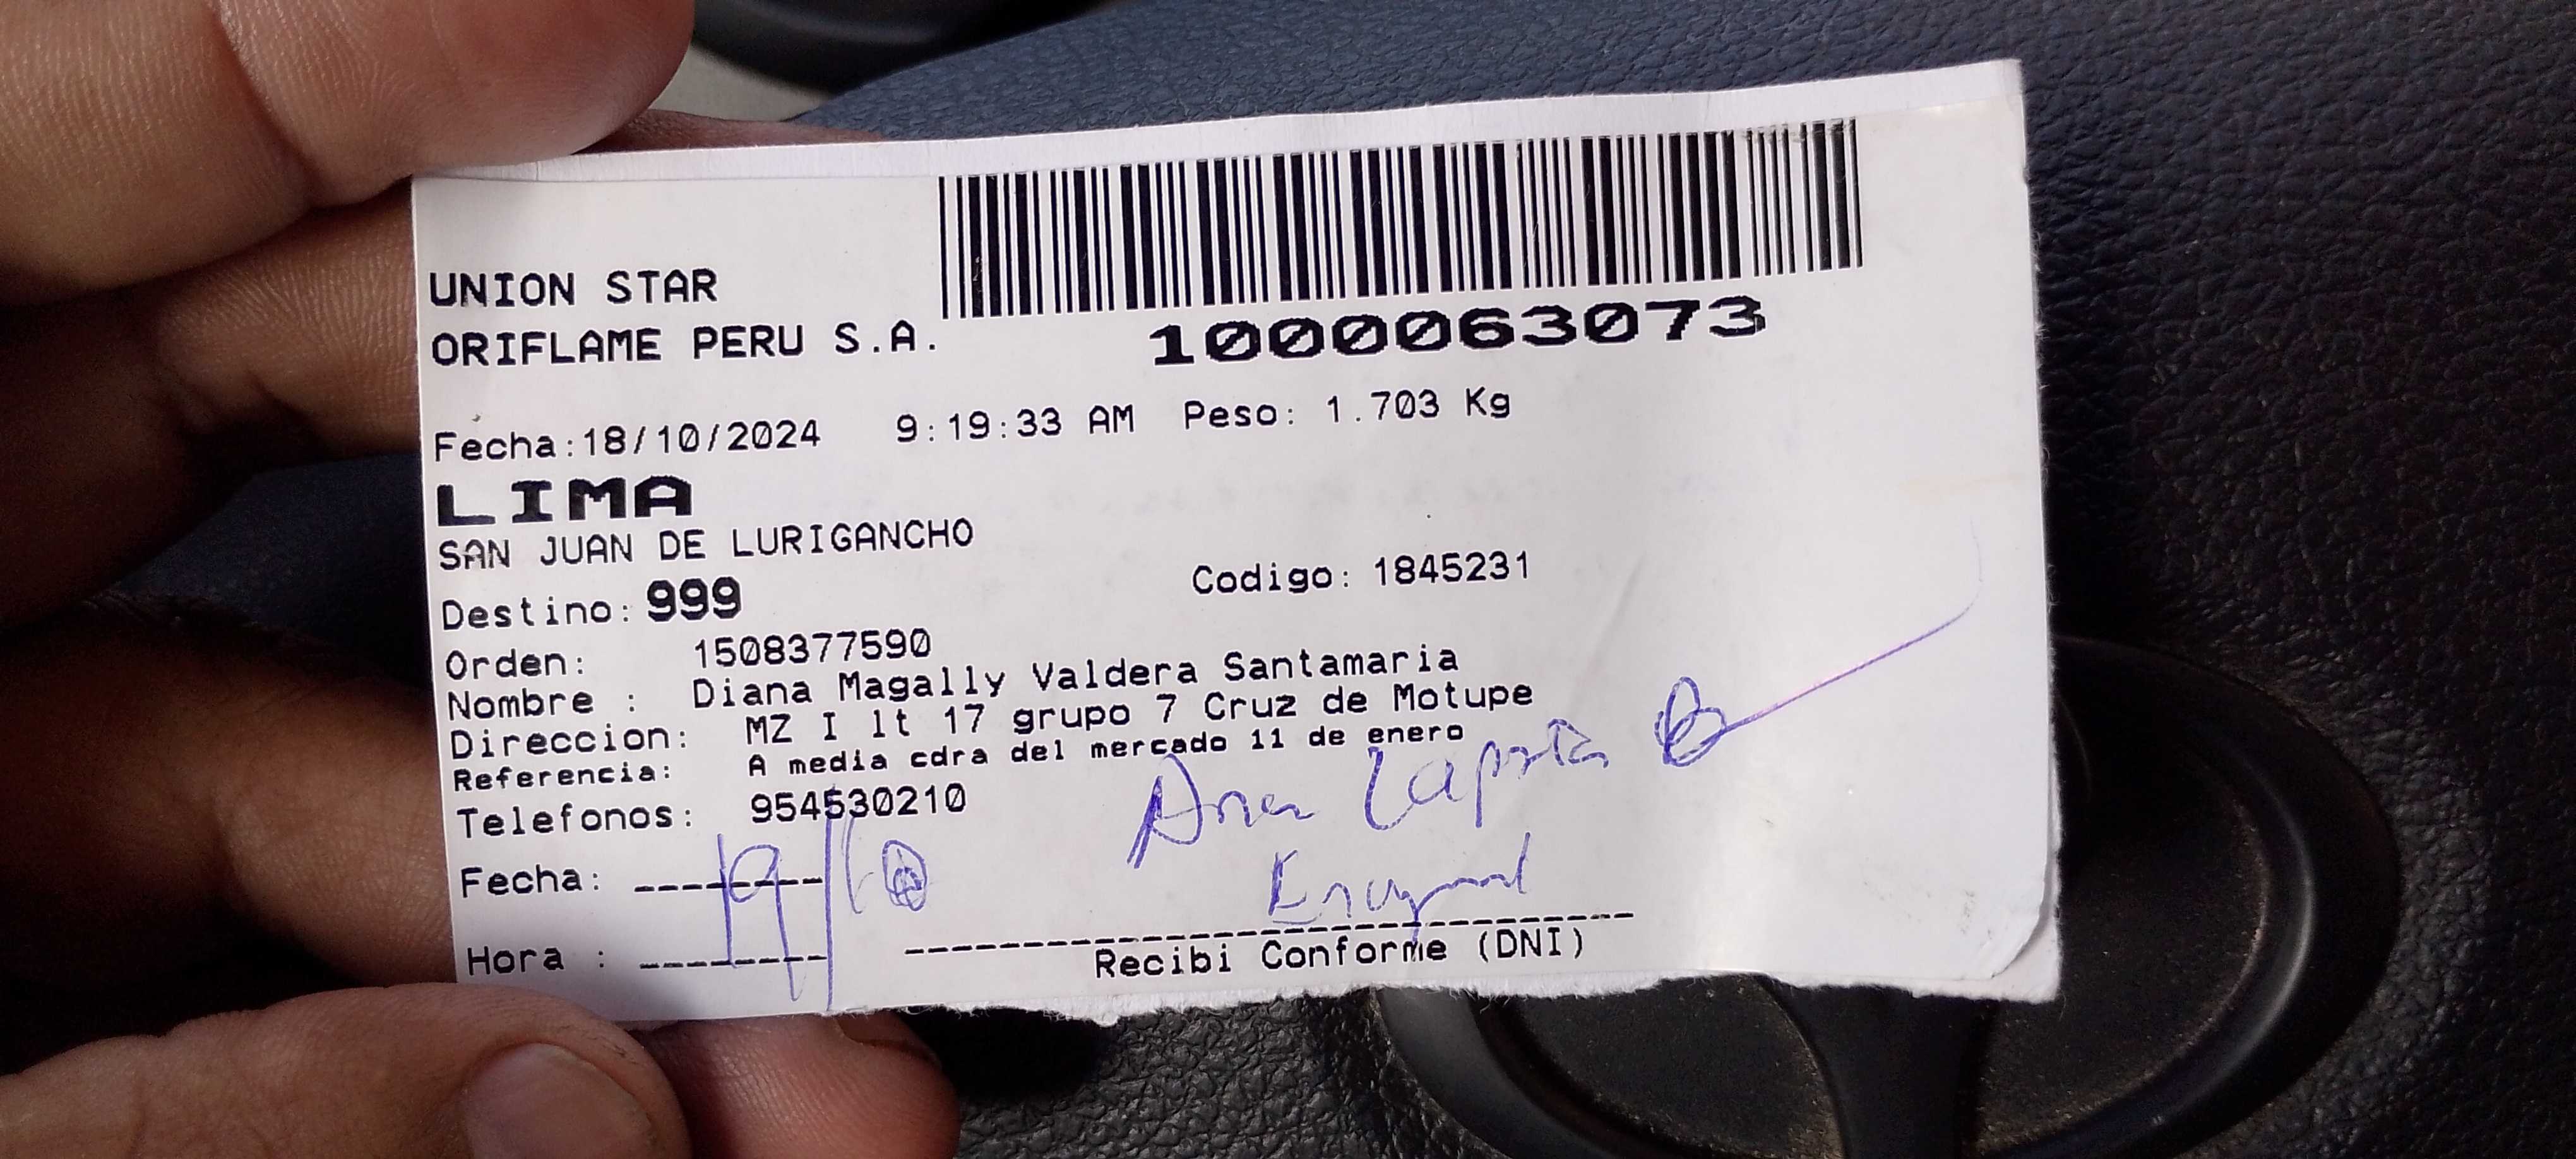 UNION STAR
ORIFLAME PERU S.A.
1000063073
Fecha:18/10/2024 9:19:33 AM Peso: 1.703 Kg
LIMA
SAN JUAN DE LURIGANCHO
Destino: 999 Codigo: 1845231
Orden: 1508377590
Nombre : Diana Magally Valdera Santamaria
Direccion: MZ I lt 17 grupo 7 Cruz de Motupe
Referencia: A media cdra del mercado 11 de enero
Telefonos: 954530210
Fecha: 19/10
Hora :
Recibi Conforme (DNI)